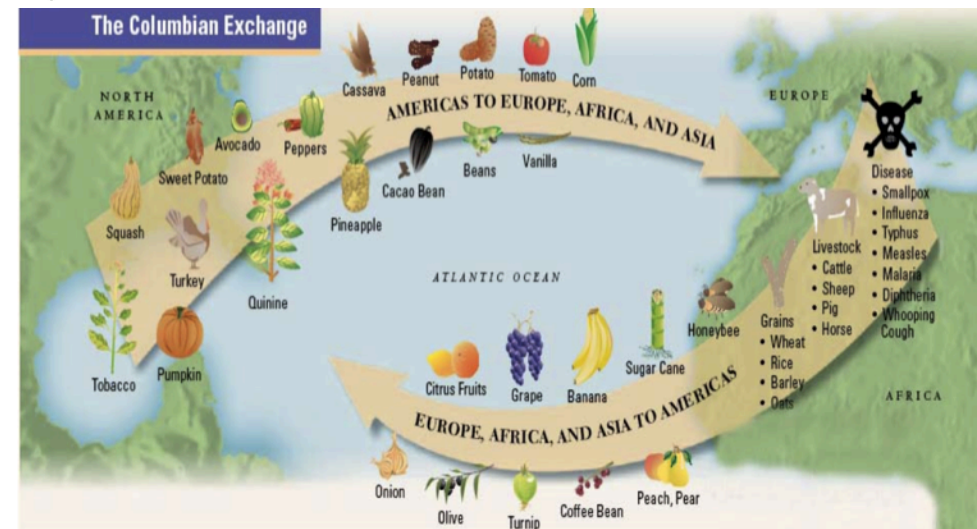 The Columbian Exchange
NORTH
AMERICA
Cassava
Peanut
Potato
Tomato
Corn
EUROPE
AMERICAS TO EUROPE, AFRICA, AND ASIA
Avocado
Peppers
Sweet Potato
Squash
Turkey
Quinine
Pineapple
Cacao Bean
Beans
Vanilla
Tobacco
Pumpkin
ATLANTIC OCEAN
Disease
• Smallpox
• Influenza
• Typhus
• Measles
• Malaria
• Diphtheria
• Whooping
Cough
Livestock
• Cattle
• Sheep
• Pig
• Horse
Grains
• Wheat
• Rice
• Barley
• Oats
Honeybee
Sugar Cane
Banana
Grape
Citrus Fruits
AFRICA
EUROPE, AFRICA, AND ASIA TO AMERICAS
Onion
Olive
Turnip
Coffee Bean
Peach, Pear